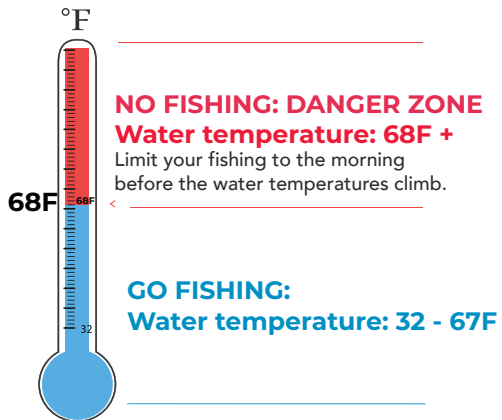 °F
NO FISHING: DANGER ZONE
Water temperature: 68F +
Limit your fishing to the morning
before the water temperatures climb.
68F 68F <
GO FISHING:
Water temperature: 32 - 67F
32